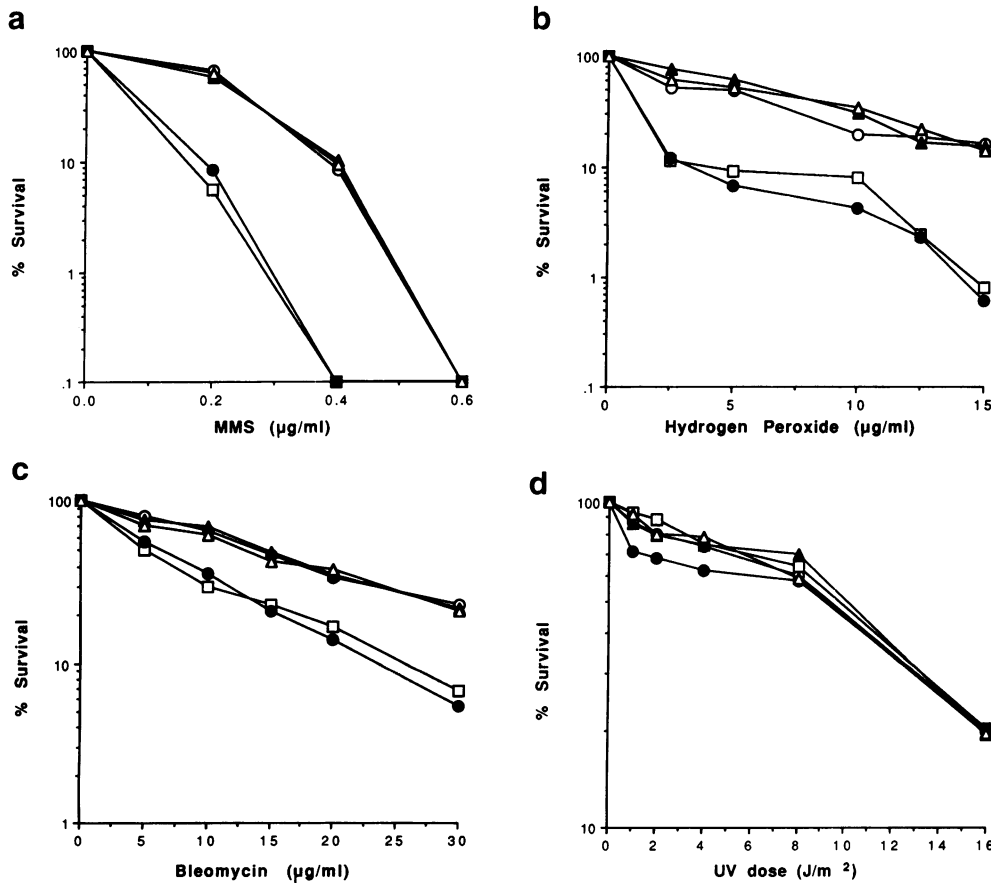 a
100
10
1
.1
% Survival
0.0 0.2 0.4 0.6
MMS (µg/ml)
b
100
10
1
.1
% Survival
0 5 10 15
Hydrogen Peroxide (µg/ml)
c
100
10
1
% Survival
0 5 10 15 20 25 30
Bleomycin (µg/ml)
d
100
10
% Survival
0 2 4 6 8 10 12 14 16
UV dose (J/m 2)